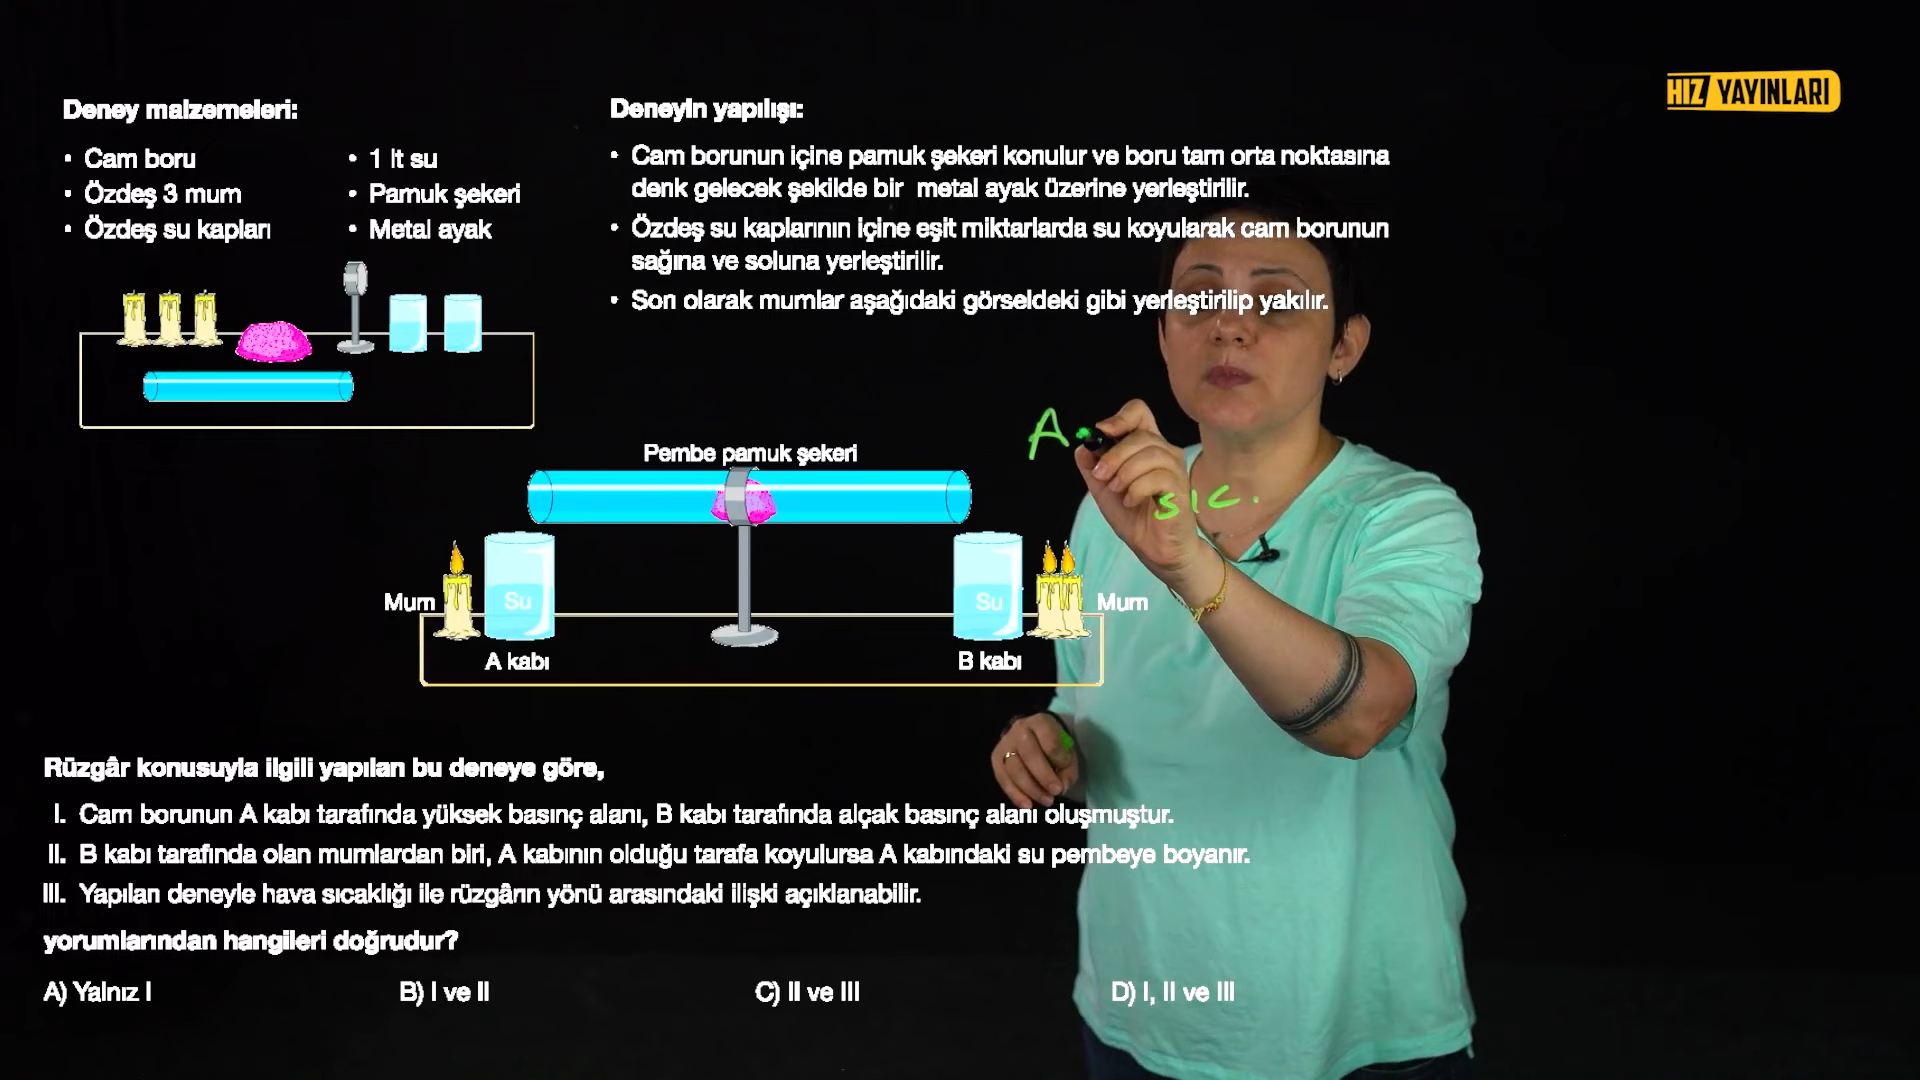 HIZ YAYINLARI
Deney malzemeleri:
• Cam boru
• Özdeş 3 mum
• Özdeş su kapları
• 1 lt su
• Pamuk şekeri
• Metal ayak
Deneyin yapılışı:
• Cam borunun içine pamuk şekeri konulur ve boru tam orta noktasına
denk gelecek şekilde bir metal ayak üzerine yerleştirilir.
• Özdeş su kaplarının içine eşit miktarlarda su koyularak cam borunun
sağına ve soluna yerleştirilir.
• Son olarak mumlar aşağıdaki görseldeki gibi yerleştirilip yakılır.
A
sıc.
Pembe pamuk şekeri
Mum
Su
Su
Mum
A kabı
B kabı
Rüzgâr konusuyla ilgili yapılan bu deneye göre,
I. Cam borunun A kabı tarafında yüksek basınç alanı, B kabı tarafında alçak basınç alanı oluşmuştur.
II. B kabı tarafında olan mumlardan biri, A kabının olduğu tarafa koyulursa A kabındaki su pembeye boyanır.
III. Yapılan deneyle hava sıcaklığı ile rüzgârın yönü arasındaki ilişki açıklanabilir.
yorumlarından hangileri doğrudur?
A) Yalnız I
B) I ve II
C) II ve III
D) I, II ve III